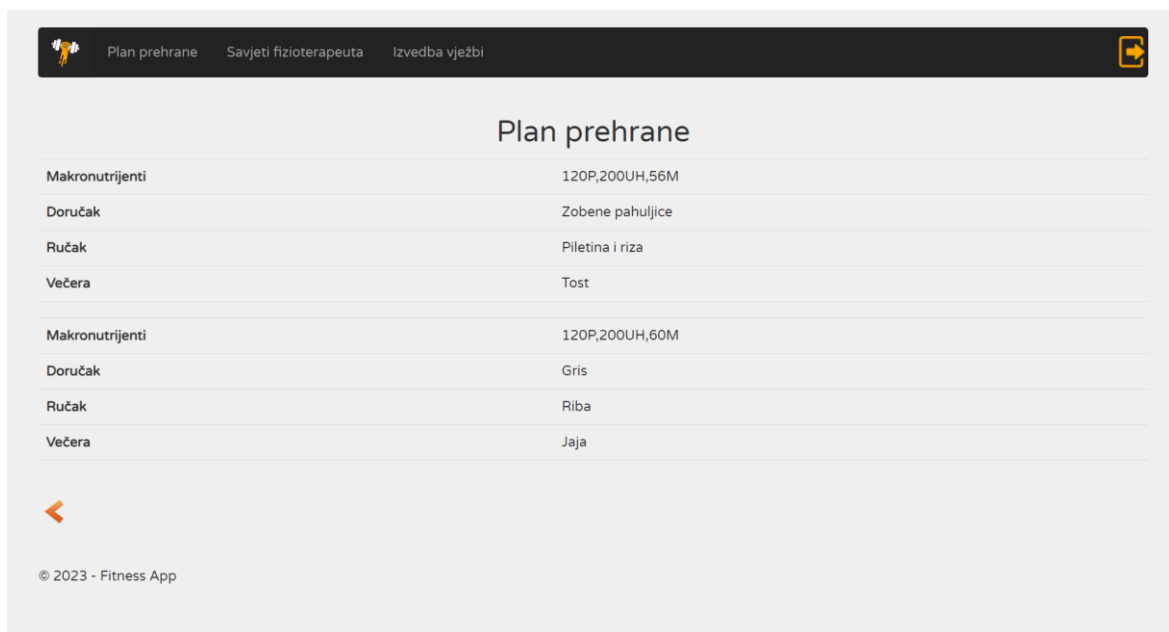 Plan prehrane Savjeti fizioterapeuta Izvedba vježbi
Plan prehrane
Makronutrijenti 120P,200UH,56M
Doručak Zobene pahuljice
Ručak Piletina i riza
Večera Tost
Makronutrijenti 120P,200UH,60M
Doručak Gris
Ručak Riba
Večera Jaja
© 2023 - Fitness App